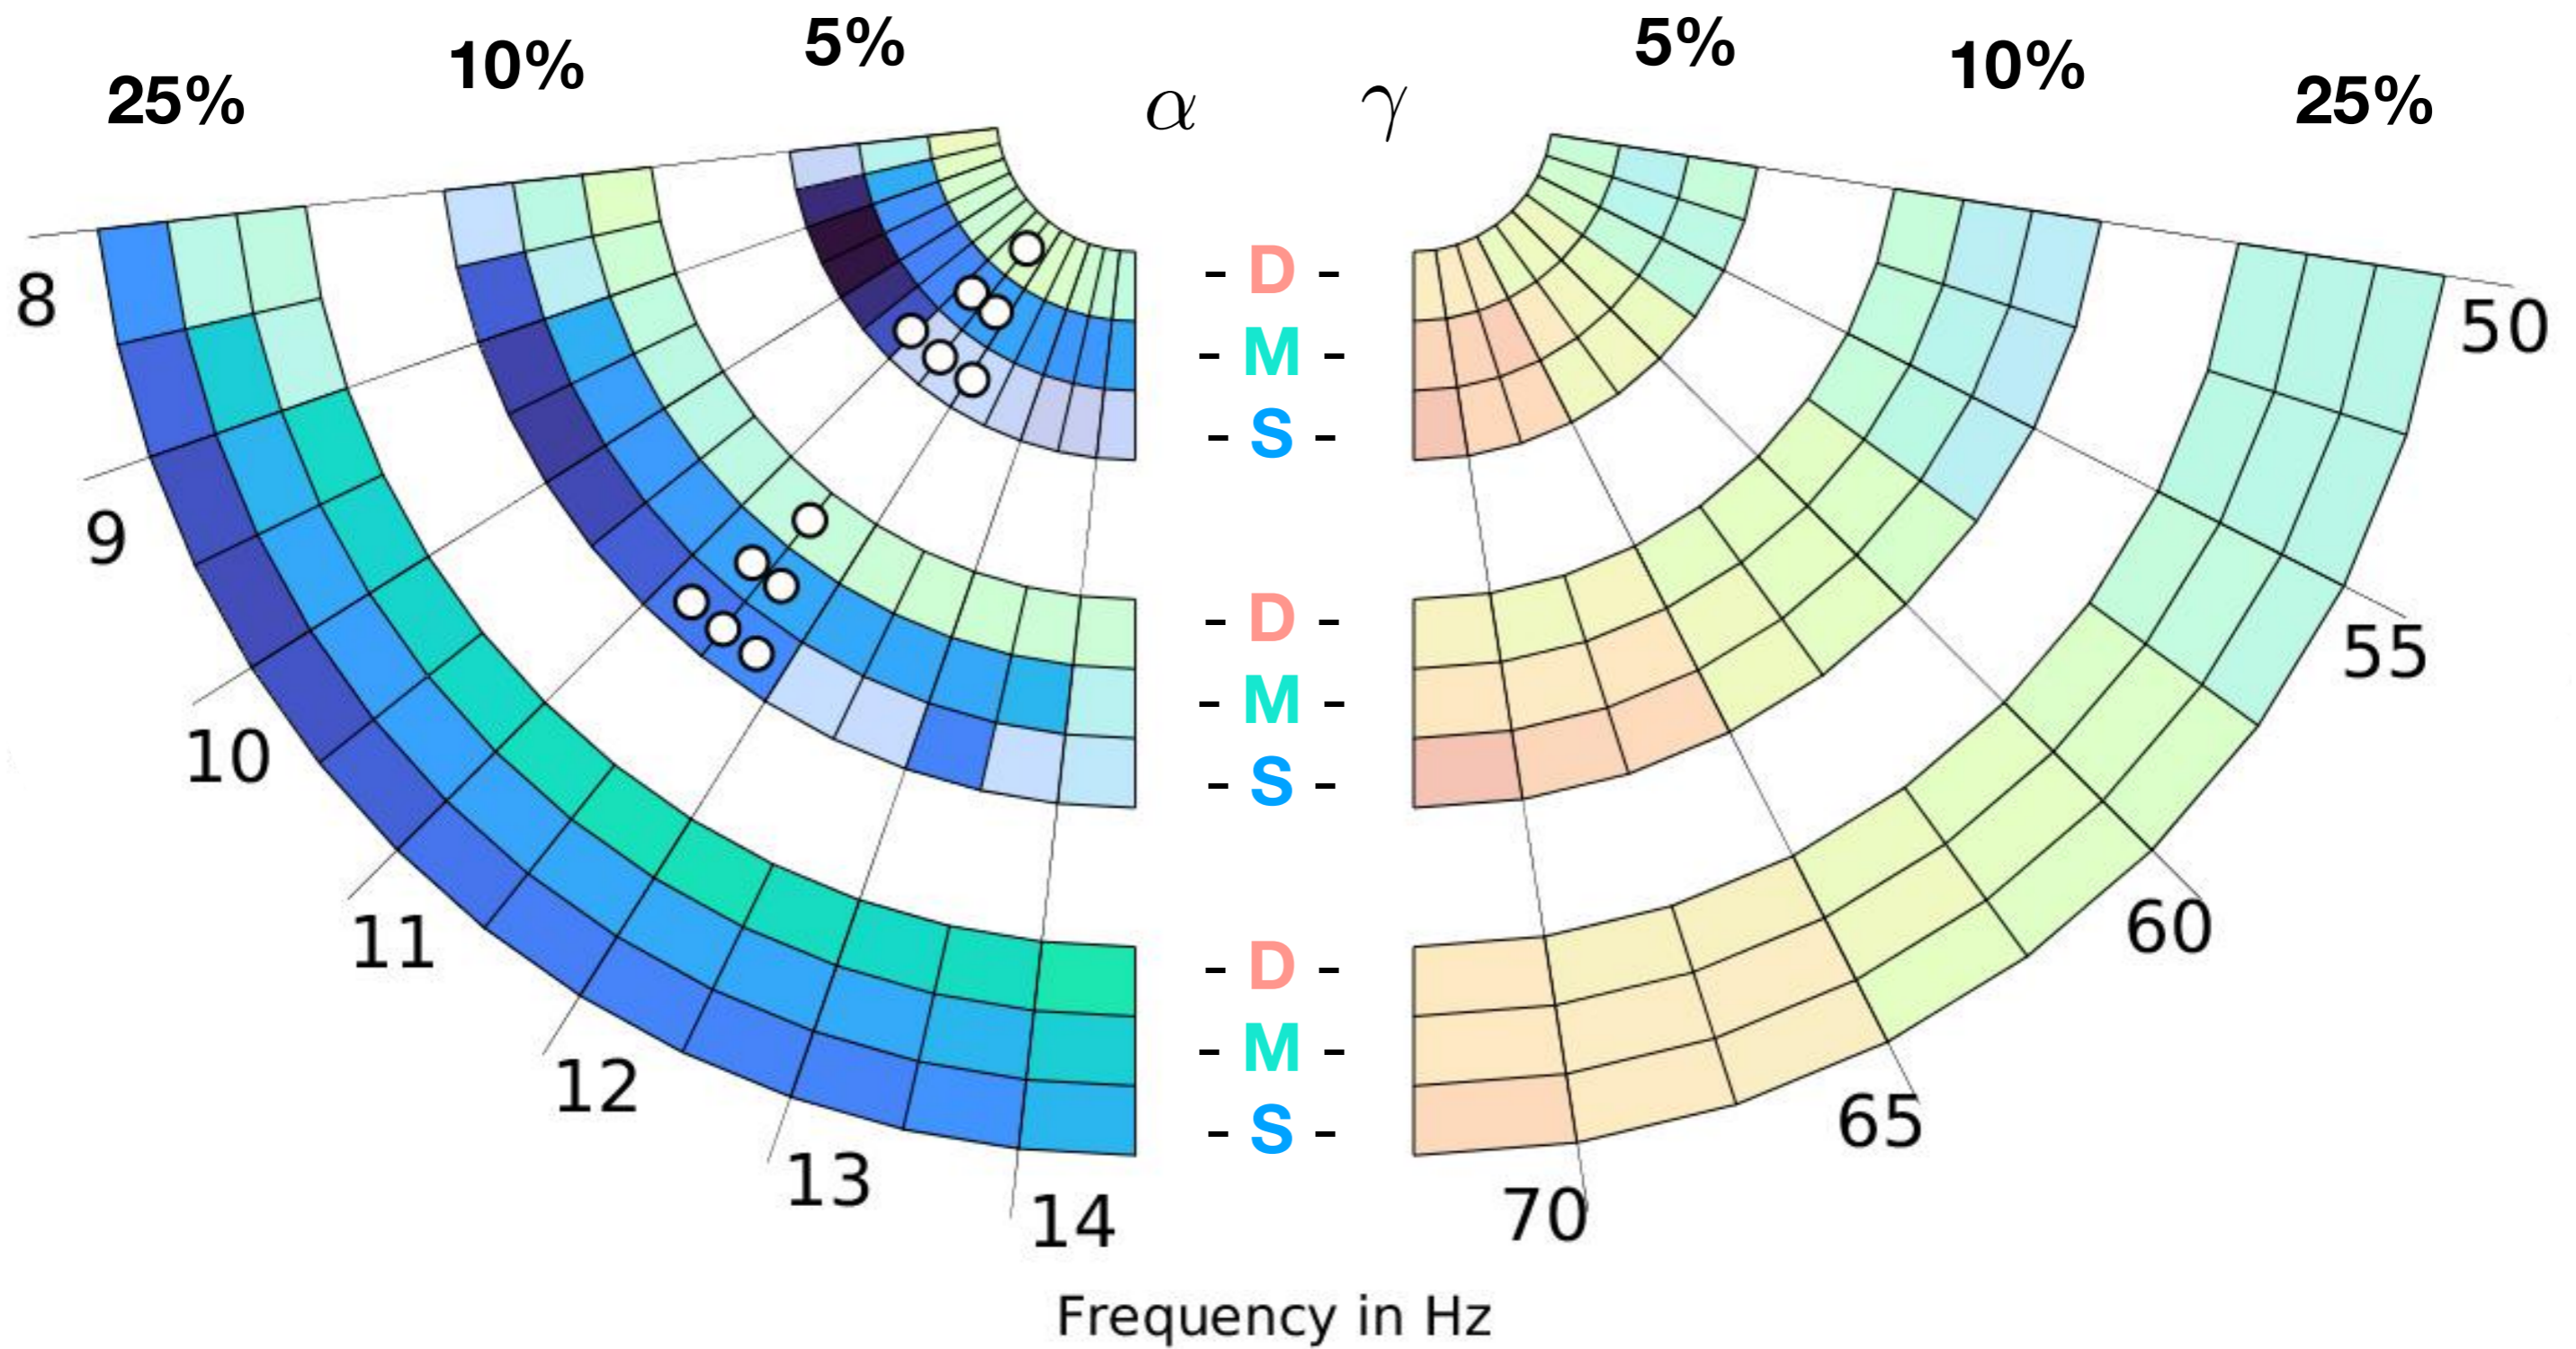 25% 10% 5% α γ 5% 10% 25%
- D -
- M -
- S -
- D -
- M -
- S -
- D -
- M -
- S -
8
9
10
11
12
13
14
50
55
60
65
70
Frequency in Hz